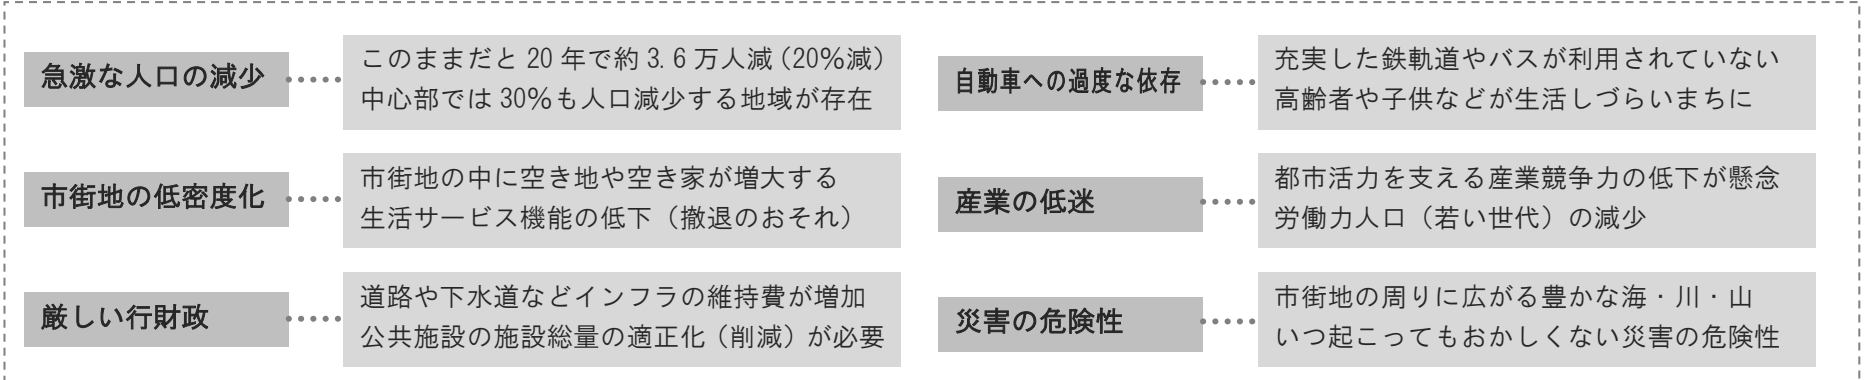 急激な人口の減少
このままだと 20 年で約 3.6 万人減（20％減）
中心部では 30％も人口減少する地域が存在
市街地の低密度化
市街地の中に空き地や空き家が増大する
生活サービス機能の低下（撤退のおそれ）
厳しい行財政
道路や下水道などインフラの維持費が増加
公共施設の施設総量の適正化（削減）が必要
自動車への過度な依存
充実した鉄軌道やバスが利用されていない
高齢者や子供などが生活しづらいまちに
産業の低迷
都市活力を支える産業競争力の低下が懸念
労働力人口（若い世代）の減少
災害の危険性
市街地の周りに広がる豊かな海・川・山
いつ起こってもおかしくない災害の危険性